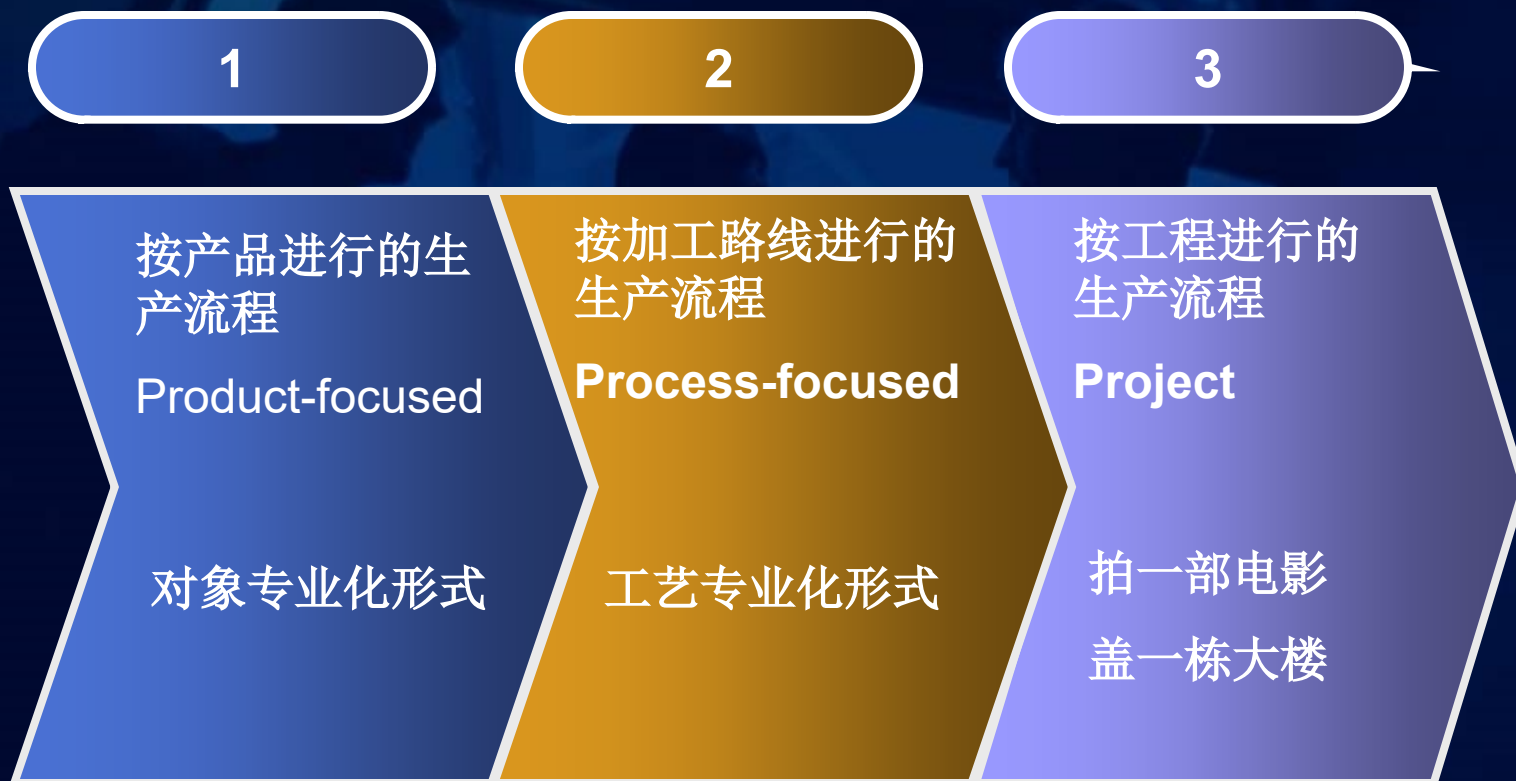 1
2
3
按产品进行的生
产流程
Product-focused
对象专业化形式
按加工路线进行的
生产流程
Process-focused
工艺专业化形式
按工程进行的
生产流程
Project
拍一部电影
盖一栋大楼